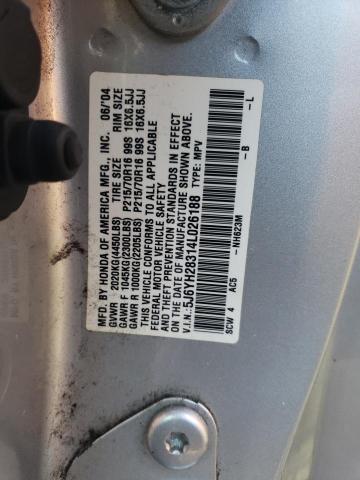 MFD. BY HONDA OF AMERICA MFG., INC. 06/'04
GVWR 2020KG(4450LBS) TIRE SIZE RIM SIZE
GAWR F 1045KG(2300LBS) P215/70R16 99S 16X6.5JJ
GAWR R 1000KG(2205LBS) P215/70R16 99S 16X6.5JJ
THIS VEHICLE CONFORMS TO ALL APPLICABLE
FEDERAL MOTOR VEHICLE SAFETY
AND THEFT PREVENTION STANDARDS IN EFFECT
ON THE DATE OF MANUFACTURE SHOWN ABOVE.
V.I.N.:5J6YH28314L026188 TYPE: MPV
SCW 4 AC5 -NH623M -B -L